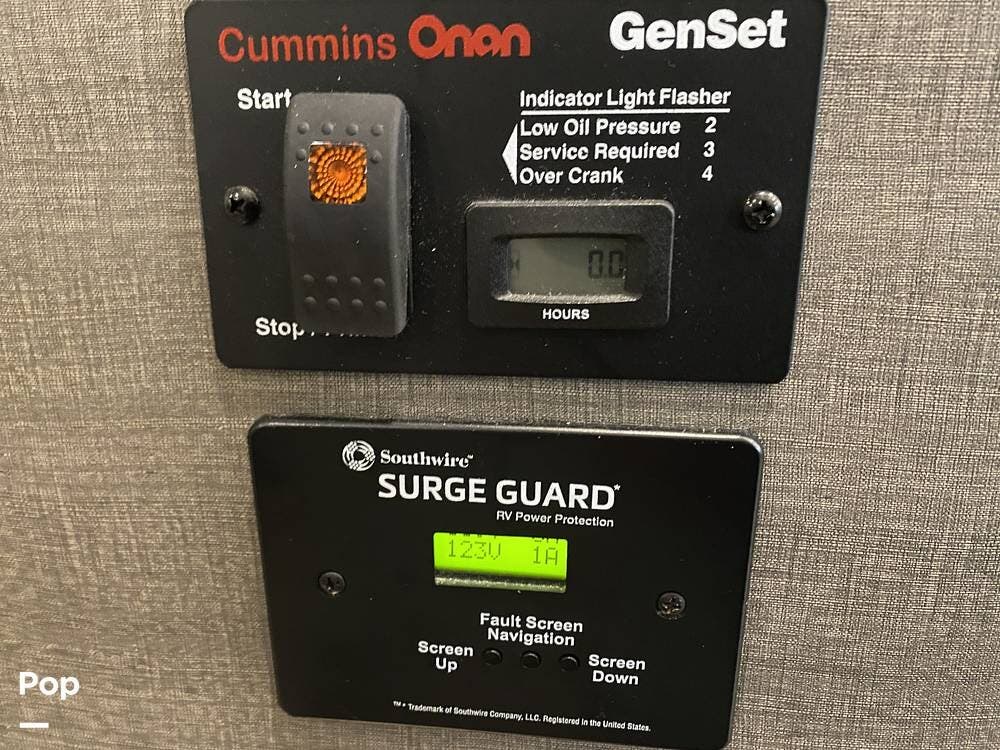 Cummins Onan GenSet
Start
Indicator Light Flasher
Low Oil Pressure 2
Service Required 3
Over Crank 4
0.0
HOURS
Stop
Southwire™
SURGE GUARD*
RV Power Protection
123V 1A
Fault Screen
Navigation
Screen
Up
Screen
Down
™* Trademark of Southwire Company, LLC. Registered in the United States.
Pop